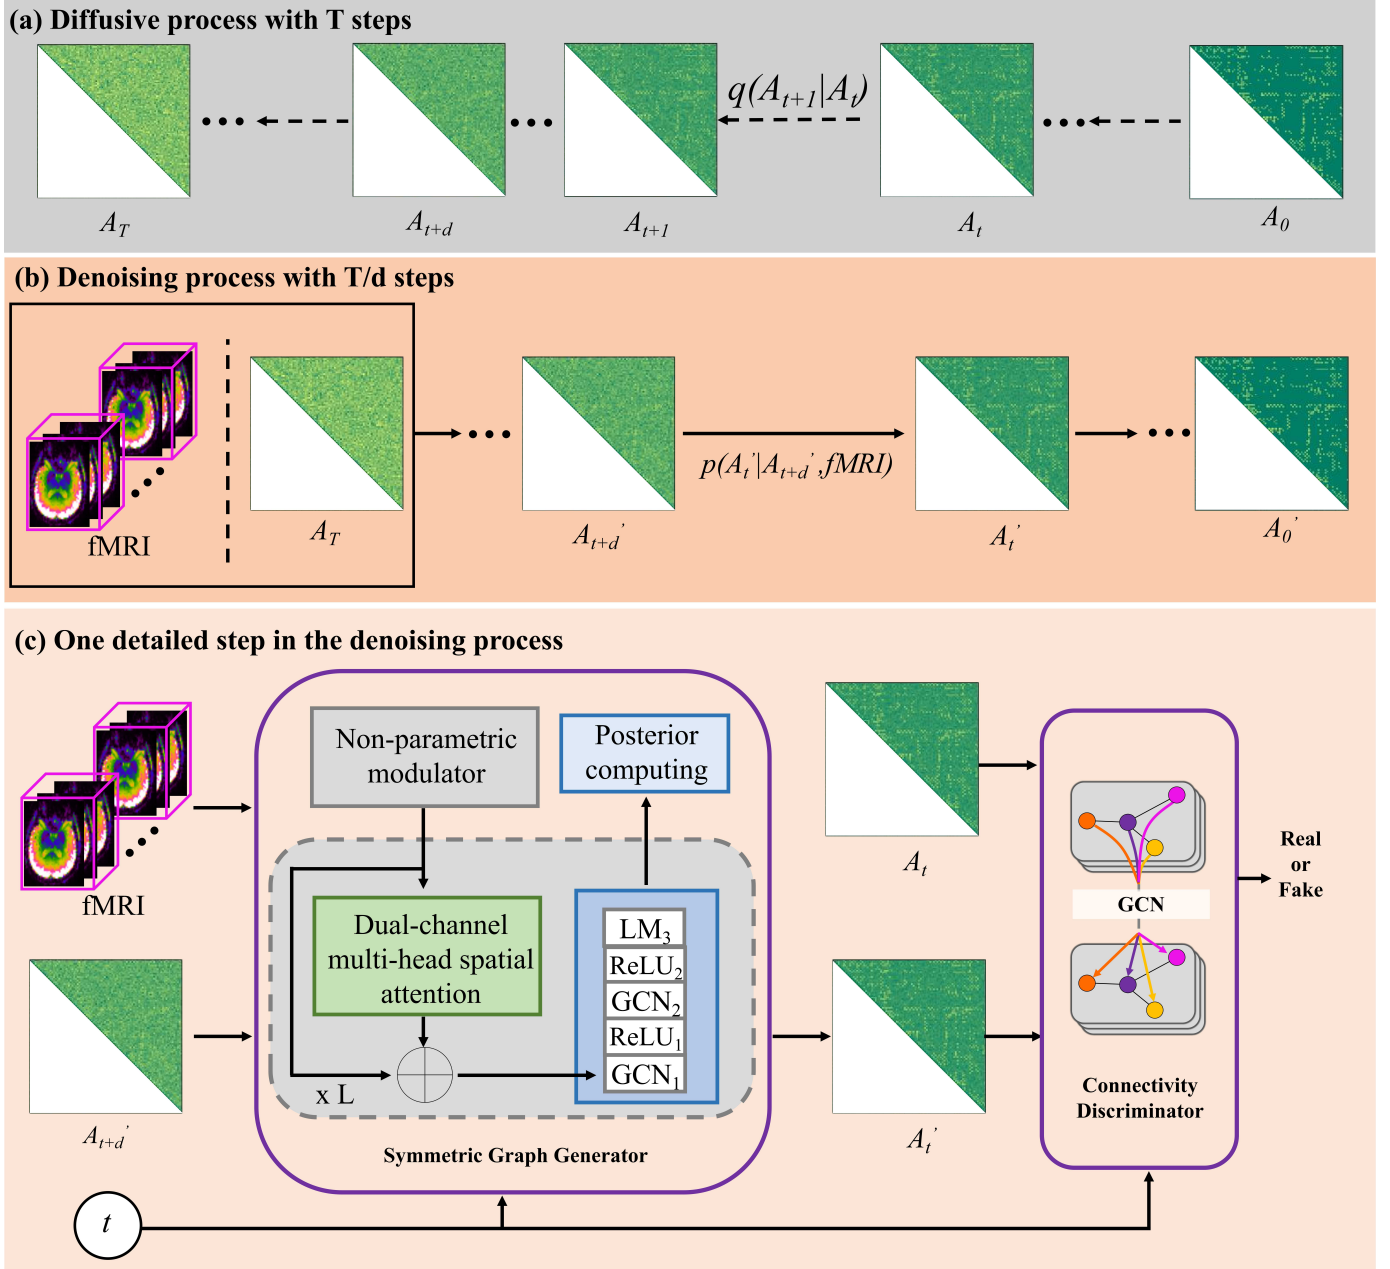 (a) Diffusive process with T steps
q(A_{t+1}|A_t)
A_T
A_{t+d}
A_{t+1}
A_t
A_0
(b) Denoising process with T/d steps
fMRI
A_T
A_{t+d}’
p(A_t’|A_{t+d}’,fMRI)
A_t’
A_0’
(c) One detailed step in the denoising process
fMRI
A_{t+d}’
t
Non-parametric
modulator
Posterior
computing
Dual-channel
multi-head spatial
attention
x L
LM_3
ReLU_2
GCN_2
ReLU_1
GCN_1
Symmetric Graph Generator
A_t
A_t’
GCN
Connectivity
Discriminator
Real
or
Fake